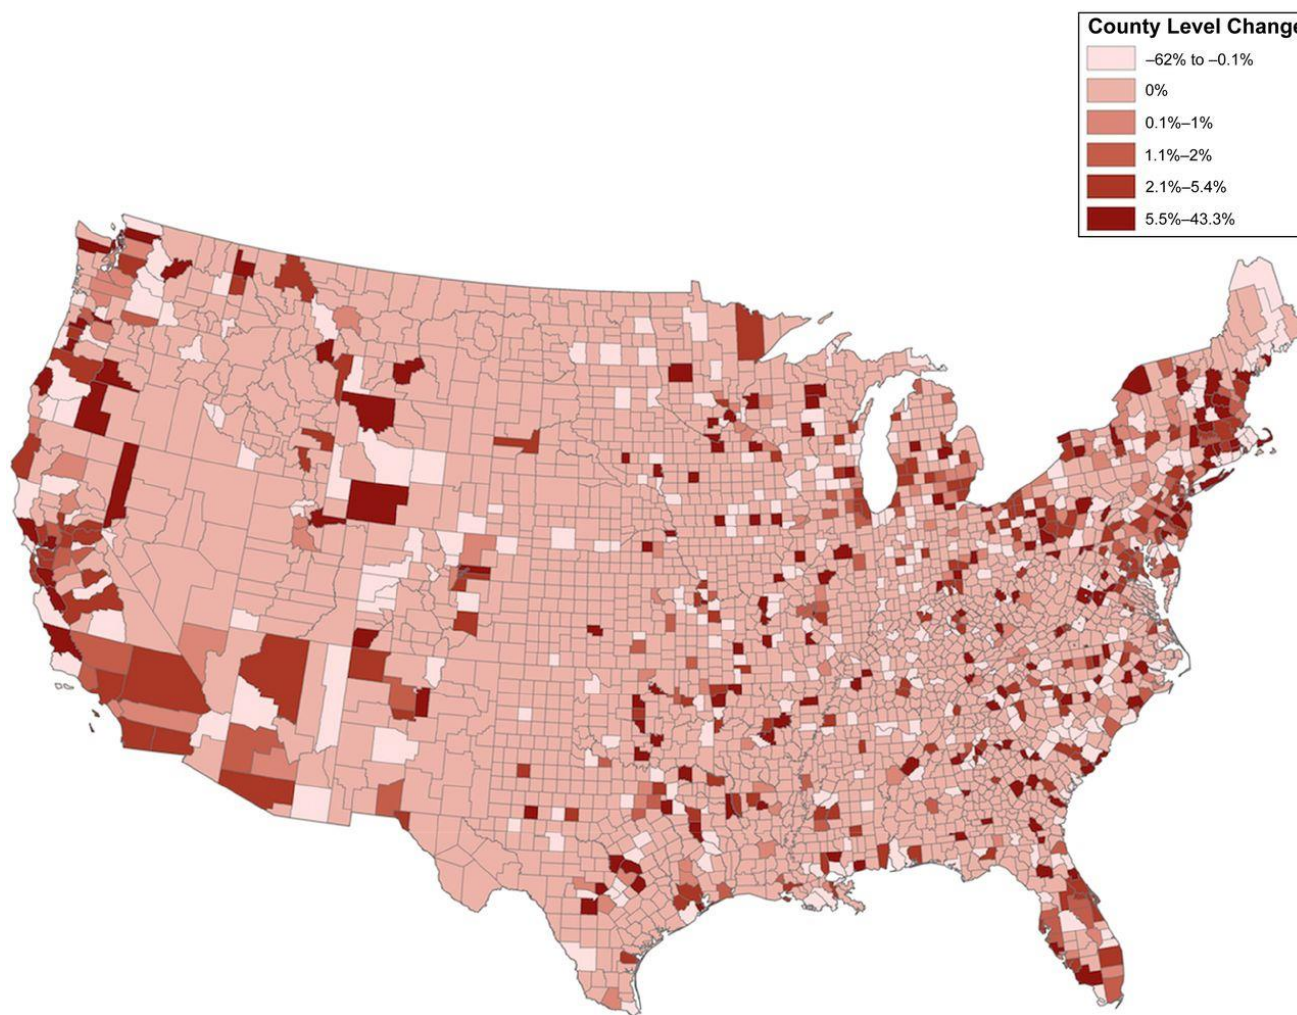 County Level Change
–62% to –0.1%
0%
0.1%–1%
1.1%–2%
2.1%–5.4%
5.5%–43.3%